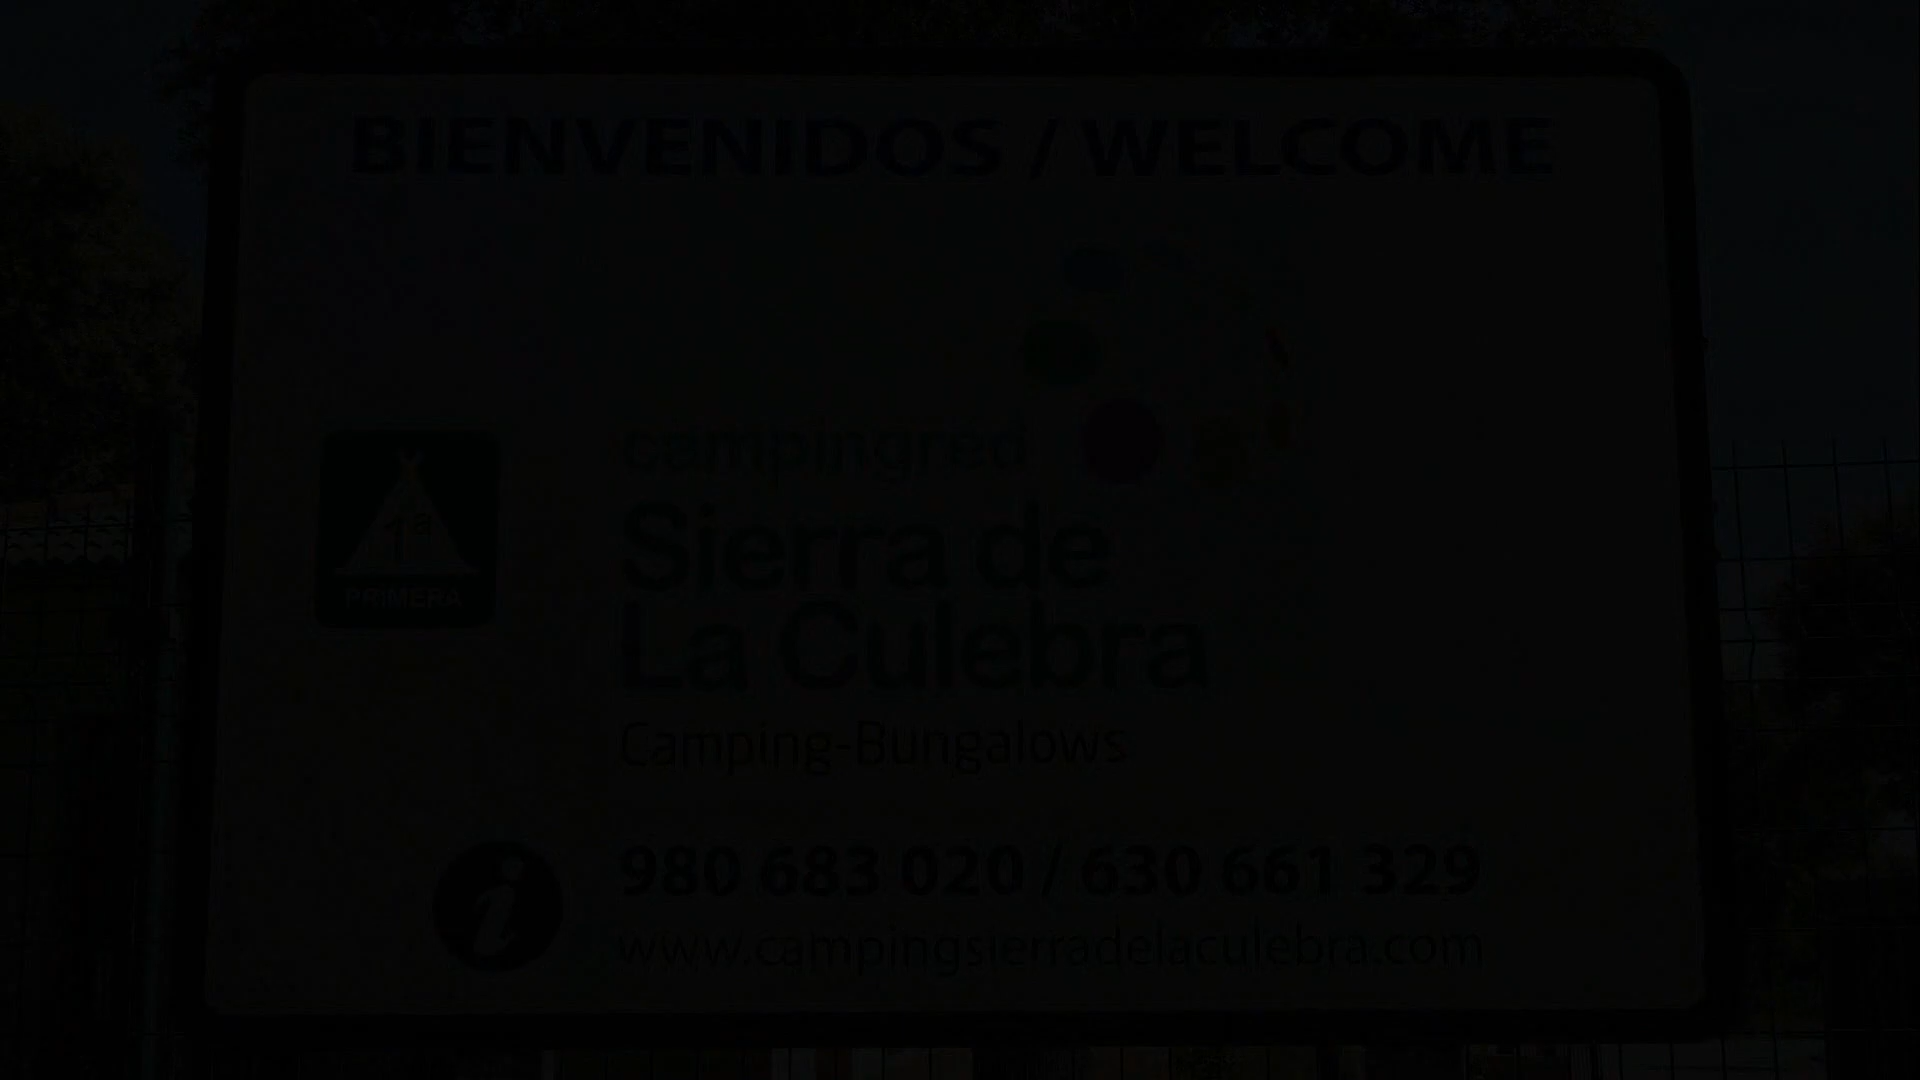 BIENVENIDOS / WELCOME
campingred
Sierra de
La Culebra
Camping-Bungalows
1ª
PRIMERA
i
980 683 020 / 630 661 329
www.campingsierradelaculebra.com